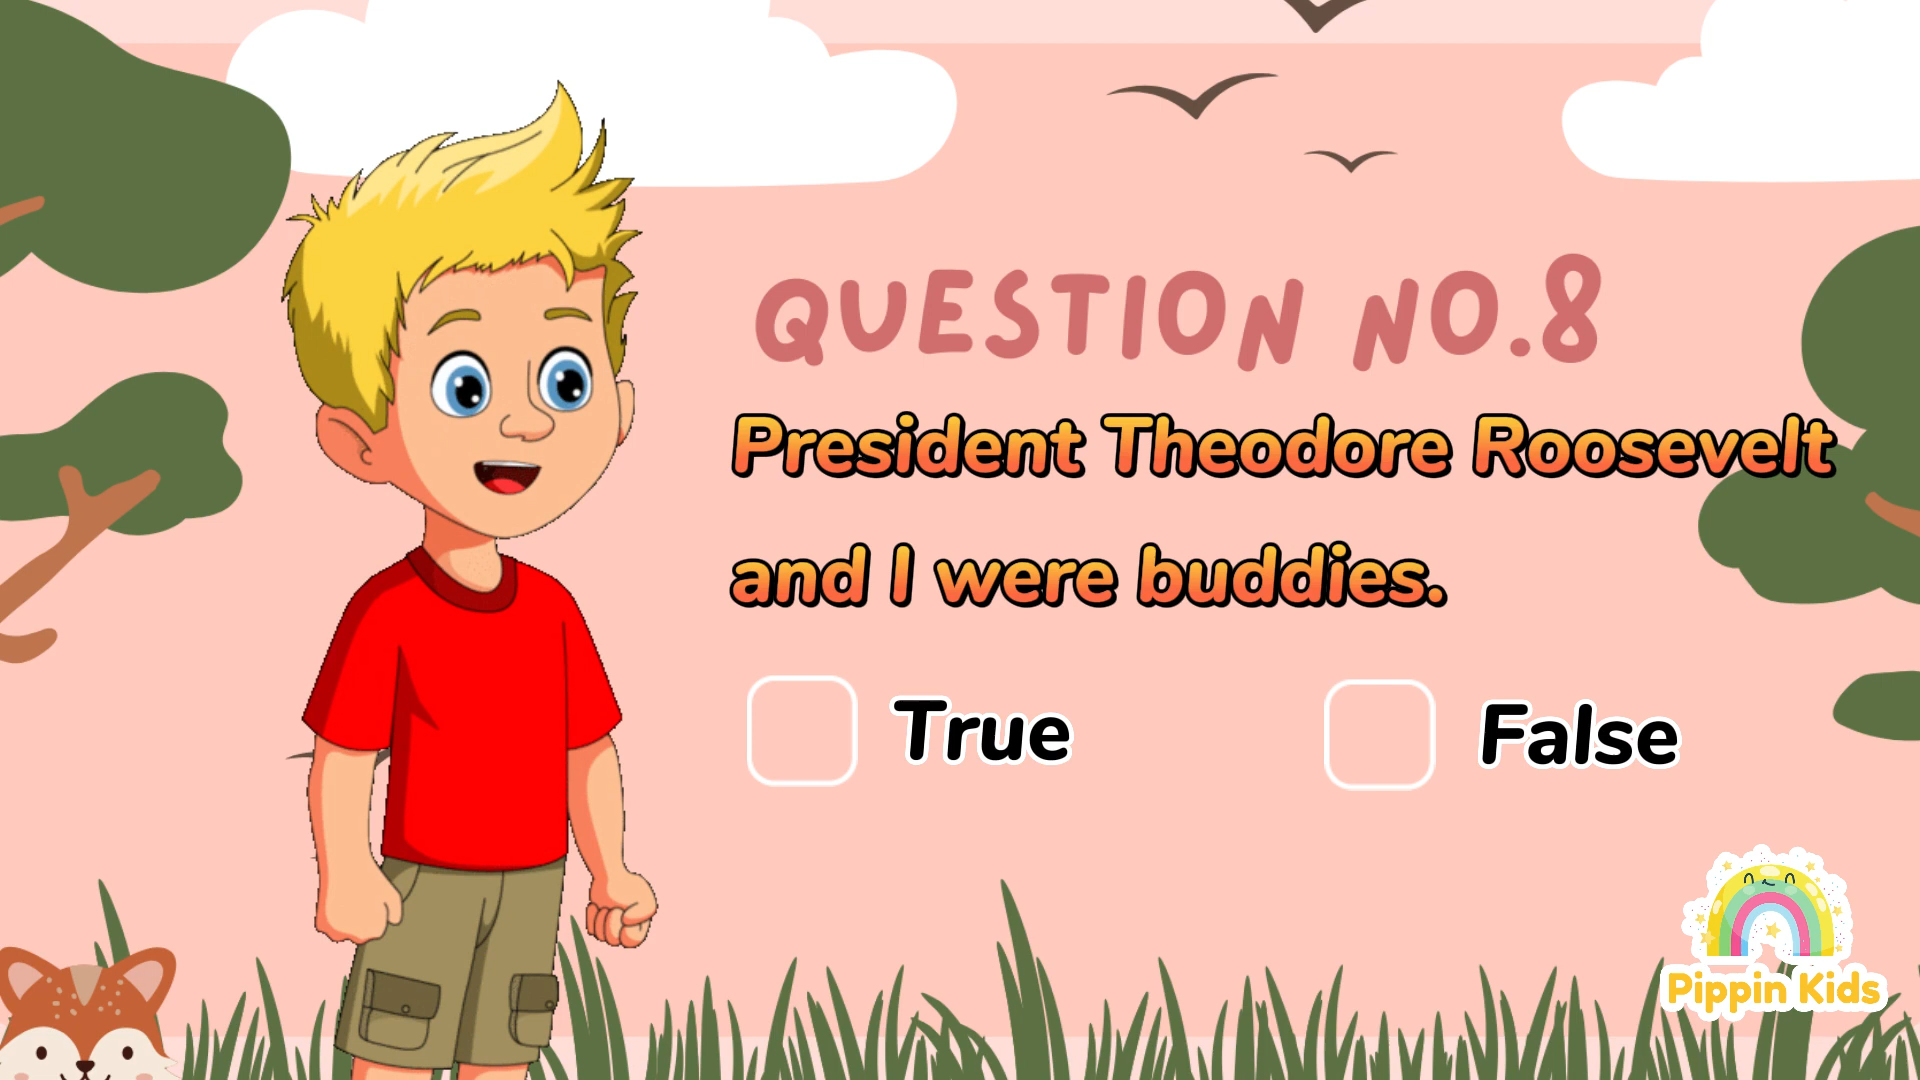 QUESTION NO.8
President Theodore Roosevelt
and I were buddies.
True
False
Pippin Kids